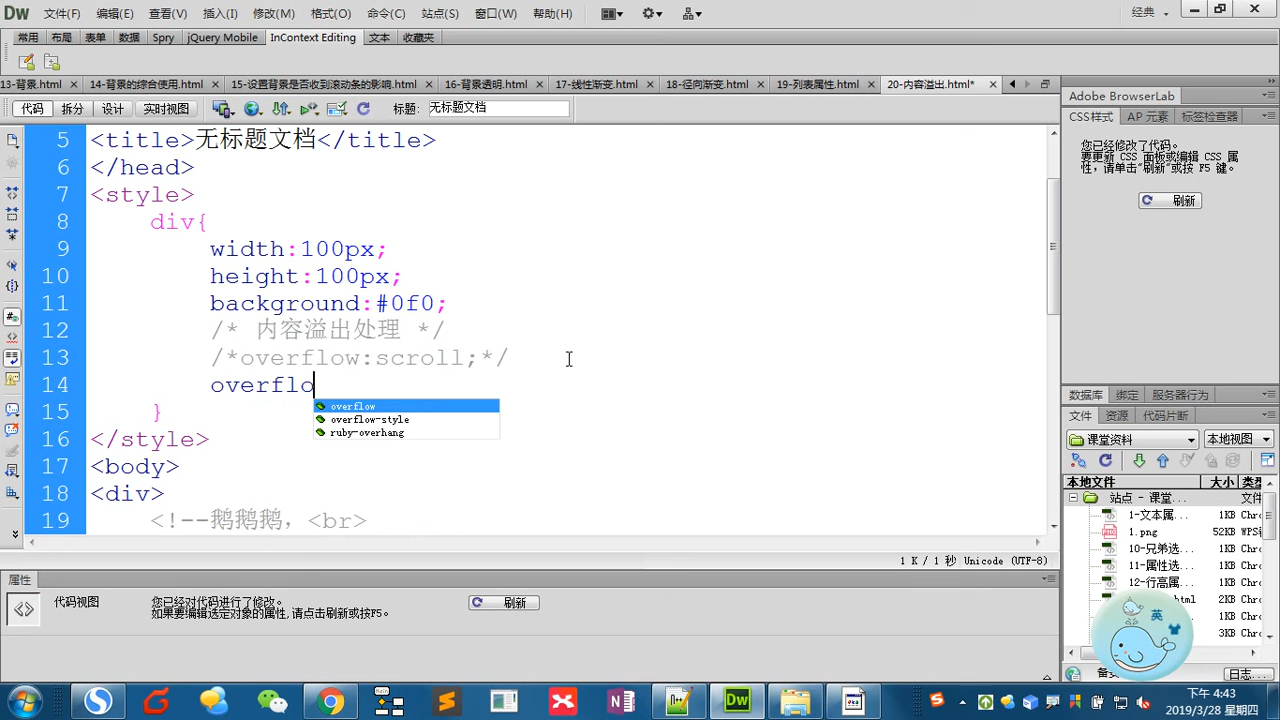 Dw 文件(F) 编辑(E) 查看(V) 插入(I) 修改(M) 格式(O) 命令(C) 站点(S) 窗口(W) 帮助(H) 经典
常用 布局 表单 数据 Spry jQuery Mobile InContext Editing 文本 收藏夹
13-背景.html 14-背景的综合使用.html 15-设置背景是否收到滚动条的影响.html 16-背景透明.html 17-线性渐变.html 18-径向渐变.html 19-列表属性.html 20-内容溢出.html*
代码 拆分 设计 实时视图 标题: 无标题文档
5 <title>无标题文档</title>
6 </head>
7 <style>
8 div{
9 width:100px;
10 height:100px;
11 background:#0f0;
12 /* 内容溢出处理 */
13 /*overflow:scroll;*/
14 overflo
overflow
overflow-style
ruby-overhang
15 }
16 </style>
17 <body>
18 <div>
19 <!--鹅鹅鹅，<br>
1 K / 1 秒 Unicode (UTF-8)
属性
代码视图
您已经对代码进行了修改。
如果要编辑选定对象的属性,请点击刷新或按F5。
刷新
Adobe BrowserLab
CSS样式 AP 元素 标签检查器
您已经修改了代码。
要更新 CSS 面板或编辑 CSS 属
性，请单击“刷新”或按 F5 键。
刷新
数据库 绑定 服务器行为
文件 资源 代码片断
课堂资料 本地视图
本地文件 大小 类型
站点 - 课堂... 文件
1-文本属... 1KB Chro
1.png 52KB WPS
10-兄弟选... 1KB Chro
11-属性选... 1KB Chro
12-行高属... 1KB Chro
html 1KB Chro
3KB Chro
英
日志...
下午 4:43
2019/3/28 星期四